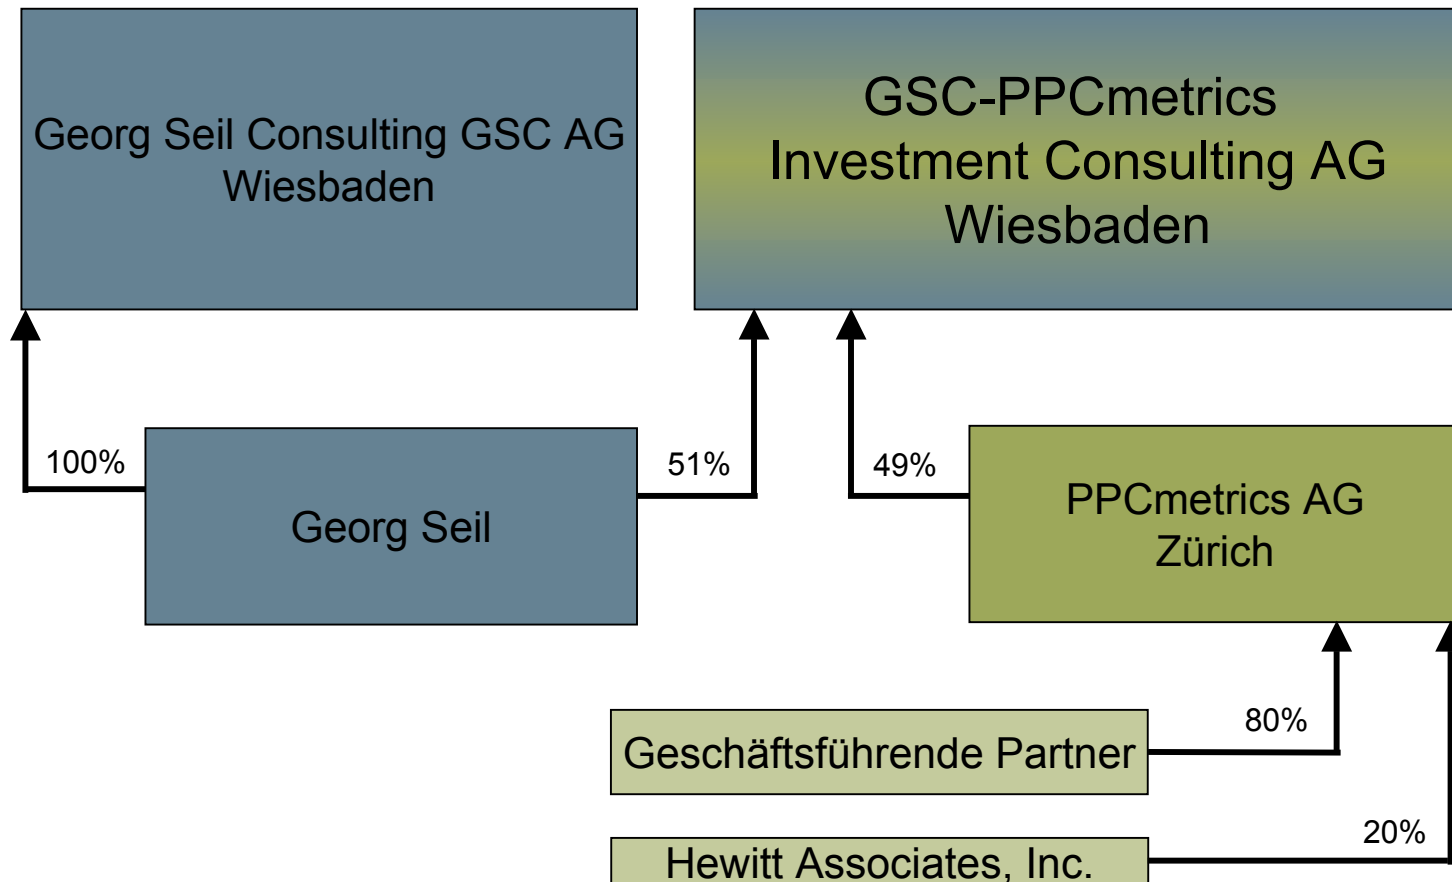 Georg Seil Consulting GSC AG
Wiesbaden
GSC-PPCmetrics
Investment Consulting AG
Wiesbaden
100%
51%
49%
Georg Seil
PPCmetrics AG
Zürich
Geschäftsführende Partner
80%
Hewitt Associates, Inc.
20%